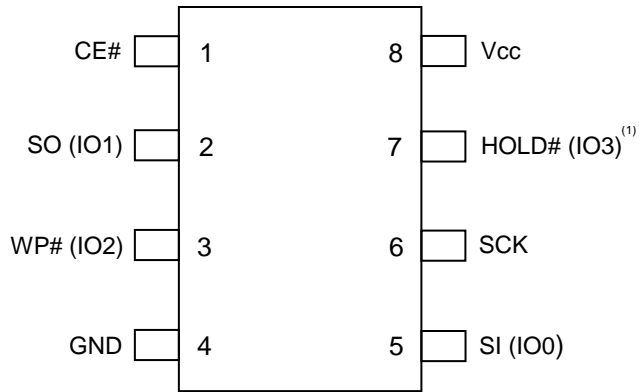 CE# 1 8 Vcc
SO (IO1) 2 7 HOLD# (IO3)(1)
WP# (IO2) 3 6 SCK
GND 4 5 SI (IO0)